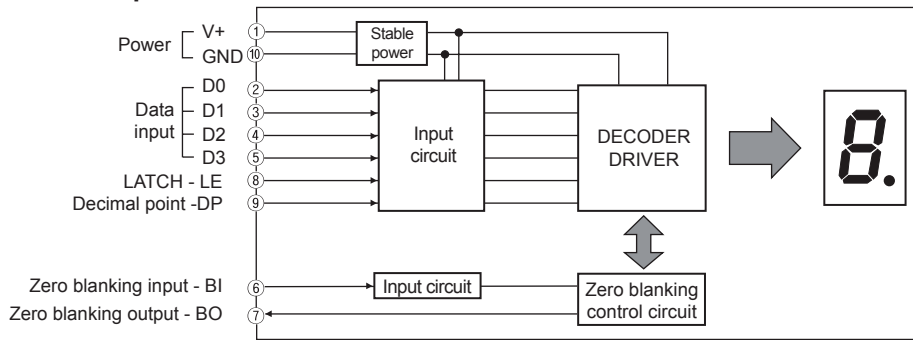 Power
V+
①
GND
⑩
Stable
power
Data
input
D0
②
D1
③
D2
④
D3
⑤
LATCH - LE
⑧
Decimal point -DP
⑨
Input
circuit
DECODER
DRIVER
8.
Zero blanking input - BI
⑥
Input circuit
Zero blanking output - BO
⑦
Zero blanking
control circuit